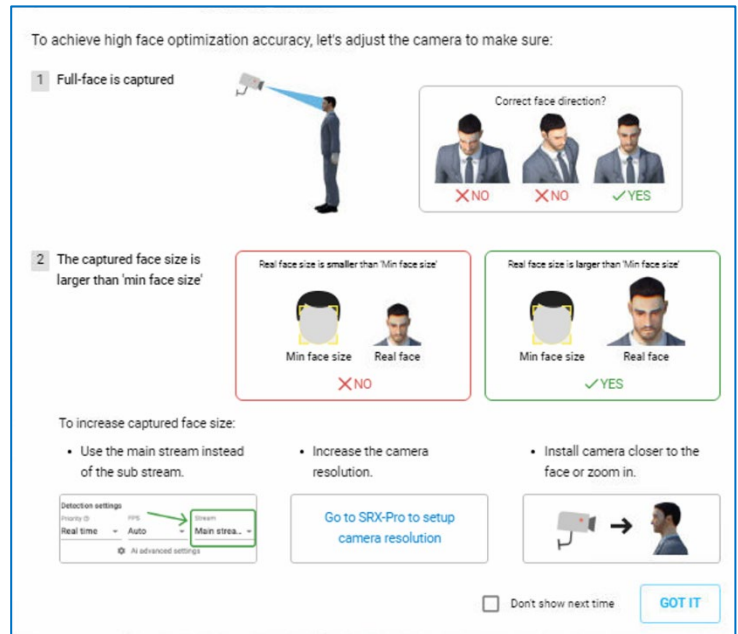 To achieve high face optimization accuracy, let's adjust the camera to make sure:
1 Full-face is captured
Correct face direction?
NO NO YES
2 The captured face size is
larger than 'min face size'
Real face size is smaller than 'Min face size'
Min face size Real face
NO
Real face size is larger than 'Min face size'
Min face size Real face
YES
To increase captured face size:
• Use the main stream instead
of the sub stream.
Detection settings
Priority FPS Stream
Real time Auto Main strea...
AI advanced settings
• Increase the camera
resolution.
Go to SRX-Pro to setup
camera resolution
• Install camera closer to the
face or zoom in.
Don't show next time GOT IT